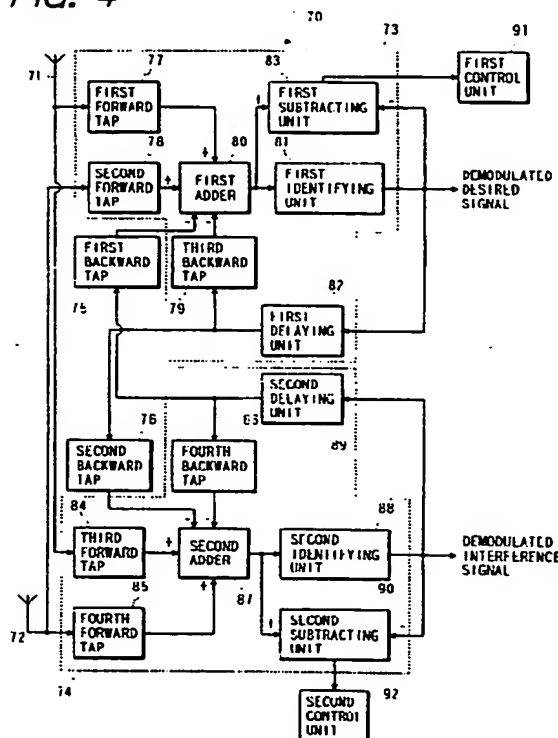 FIG. 4
70
71
77
83
73
91
FIRST
FORWARD
TAP
FIRST
SUBTRACTING
UNIT
FIRST
CONTROL
UNIT
78
80
81
SECOND
FORWARD
TAP
FIRST
ADDER
FIRST
IDENTIFYING
UNIT
DEMODULATED
DESIRED
SIGNAL
FIRST
BACKWARD
TAP
THIRD
BACKWARD
TAP
75
79
82
FIRST
DELAYING
UNIT
SECOND
DELAYING
UNIT
76
86
89
SECOND
BACKWARD
TAP
FOURTH
BACKWARD
TAP
84
88
THIRD
FORWARD
TAP
SECOND
ADDER
SECOND
IDENTIFYING
UNIT
DEMODULATED
INTERFERENCE
SIGNAL
85
87
90
72
FOURTH
FORWARD
TAP
SECOND
SUBTRACTING
UNIT
74
92
SECOND
CONTROL
UNIT